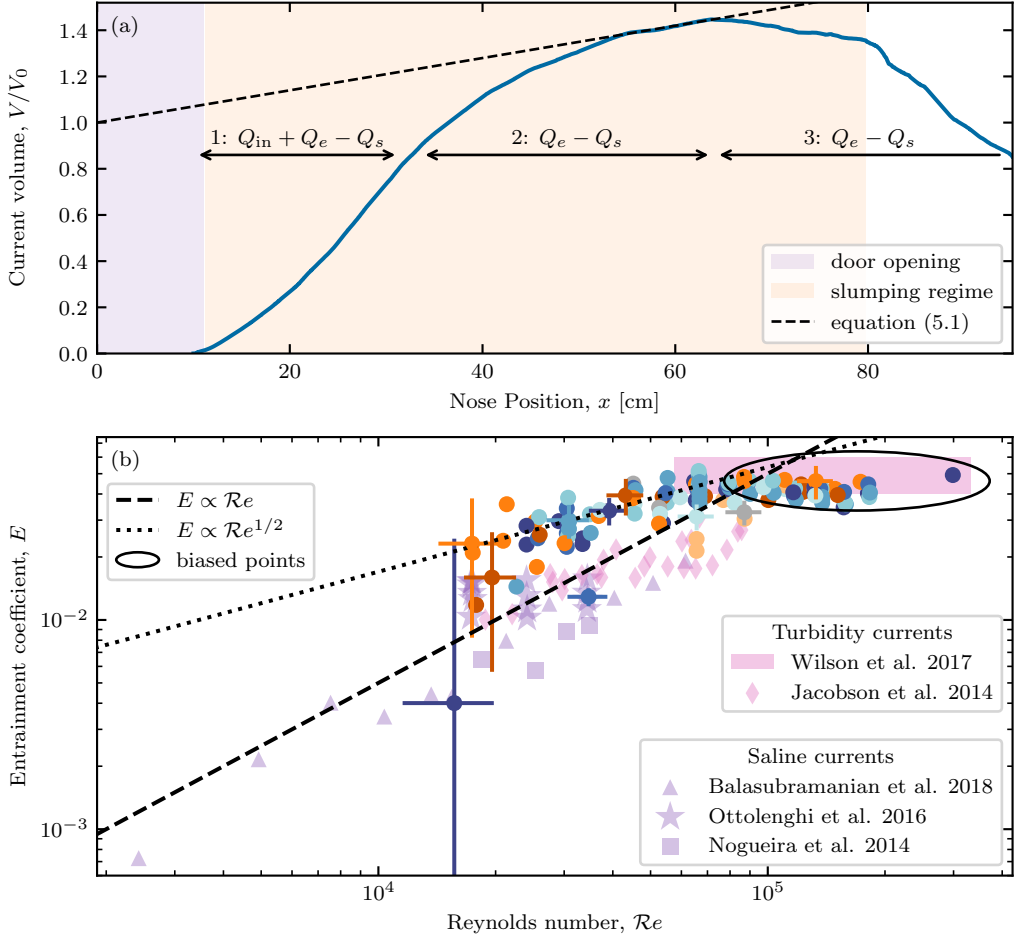 (a)
Current volume, V/V₀
1.4
1.2
1.0
0.8
0.6
0.4
0.2
0.0
1: Q_in + Q_e − Q_s
2: Q_e − Q_s
3: Q_e − Q_s
door opening
slumping regime
equation (5.1)
0 20 40 60 80
Nose Position, x [cm]
(b)
Entrainment coefficient, E
10⁻²
10⁻³
E ∝ ℛe
E ∝ ℛe^{1/2}
biased points
Turbidity currents
Wilson et al. 2017
Jacobson et al. 2014
Saline currents
Balasubramanian et al. 2018
Ottolenghi et al. 2016
Nogueira et al. 2014
10⁴ 10⁵
Reynolds number, ℛe